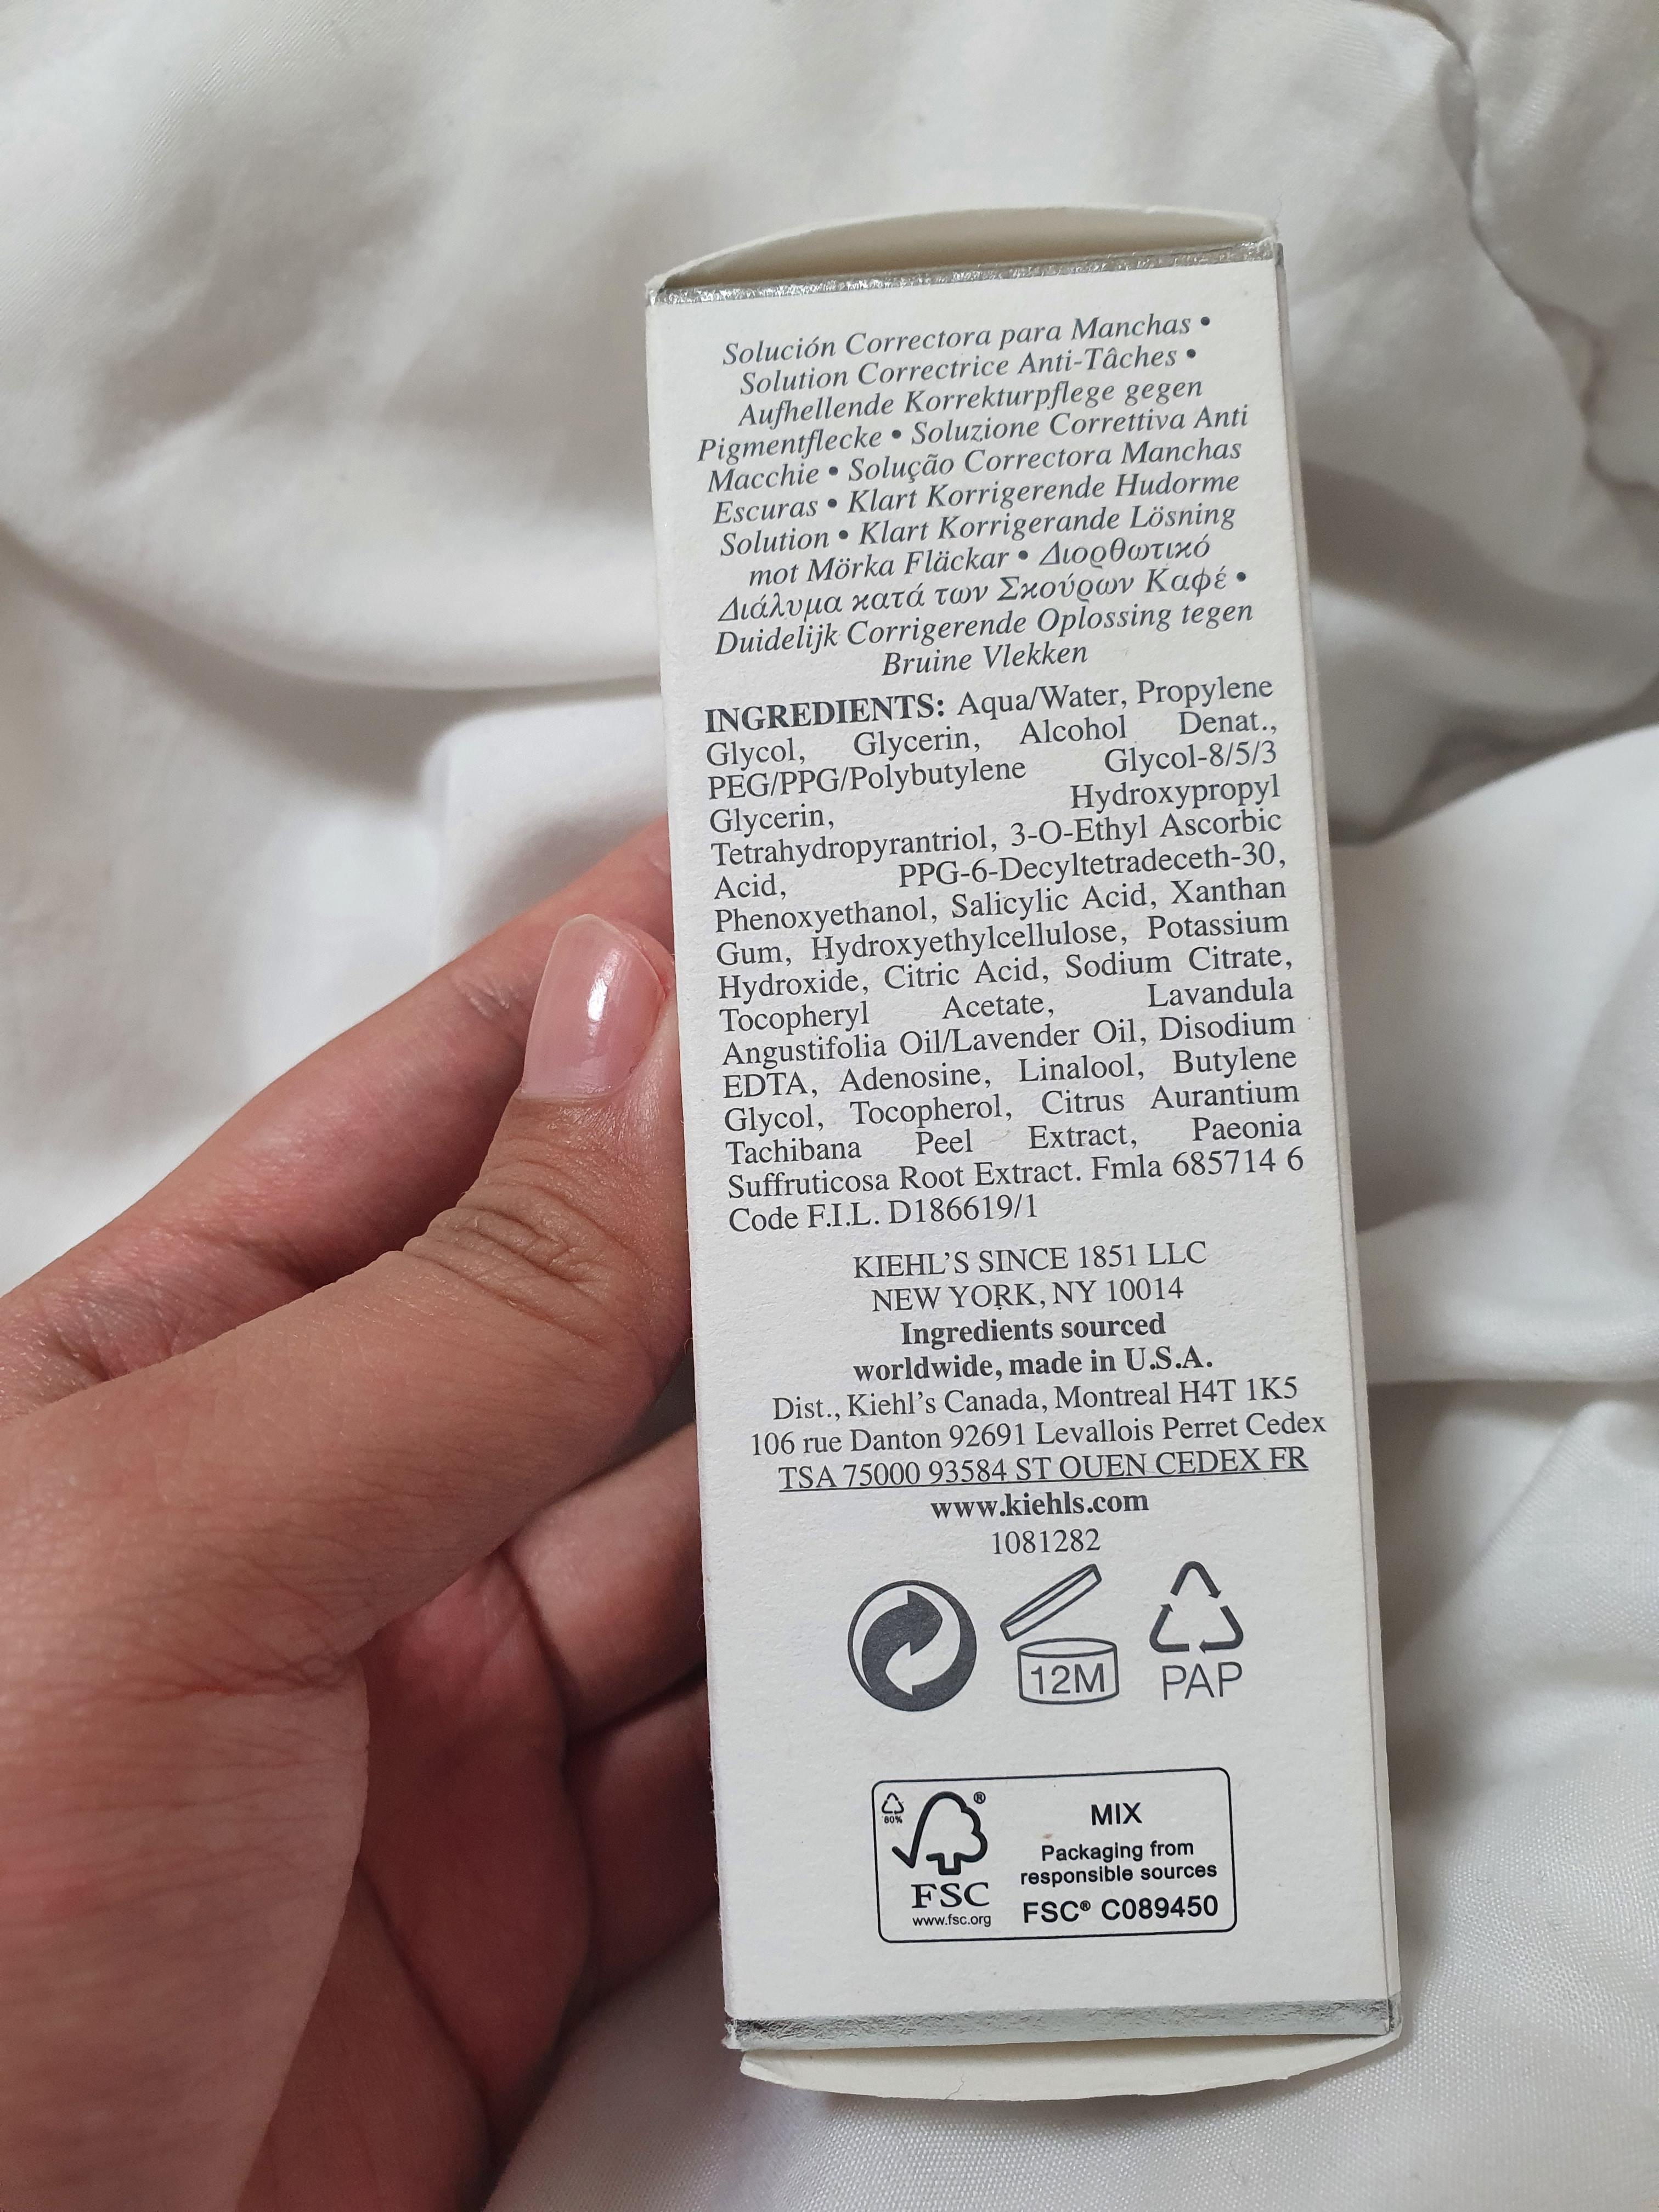 Solución Correctora para Manchas •
Solution Correctrice Anti-Tâches •
Aufhellende Korrekturpflege gegen
Pigmentflecke • Soluzione Correttiva Anti
Macchie • Solução Correctora Manchas
Escuras • Klart Korrigerende Hudorme
Solution • Klart Korrigerande Lösning
mot Mörka Fläckar • Διορθωτικό
Διάλυμα κατά των Σκούρων Καφέ •
Duidelijk Corrigerende Oplossing tegen
Bruine Vlekken
INGREDIENTS: Aqua/Water, Propylene
Glycol, Glycerin, Alcohol Denat.,
PEG/PPG/Polybutylene Glycol-8/5/3
Glycerin, Hydroxypropyl
Tetrahydropyrantriol, 3-O-Ethyl Ascorbic
Acid, PPG-6-Decyltetradeceth-30,
Phenoxyethanol, Salicylic Acid, Xanthan
Gum, Hydroxyethylcellulose, Potassium
Hydroxide, Citric Acid, Sodium Citrate,
Tocopheryl Acetate, Lavandula
Angustifolia Oil/Lavender Oil, Disodium
EDTA, Adenosine, Linalool, Butylene
Glycol, Tocopherol, Citrus Aurantium
Tachibana Peel Extract, Paeonia
Suffruticosa Root Extract. Fmla 685714 6
Code F.I.L. D186619/1
KIEHL'S SINCE 1851 LLC
NEW YORK, NY 10014
Ingredients sourced
worldwide, made in U.S.A.
Dist., Kiehl's Canada, Montreal H4T 1K5
106 rue Danton 92691 Levallois Perret Cedex
TSA 75000 93584 ST OUEN CEDEX FR
www.kiehls.com
1081282
12M
PAP
80%
®
FSC
www.fsc.org
MIX
Packaging from
responsible sources
FSC® C089450